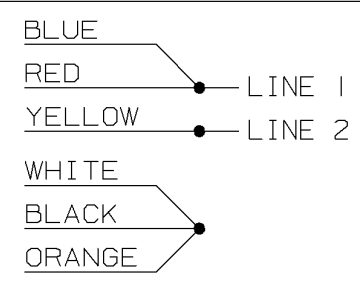 BLUE
RED
LINE 1
YELLOW
LINE 2
WHITE
BLACK
ORANGE